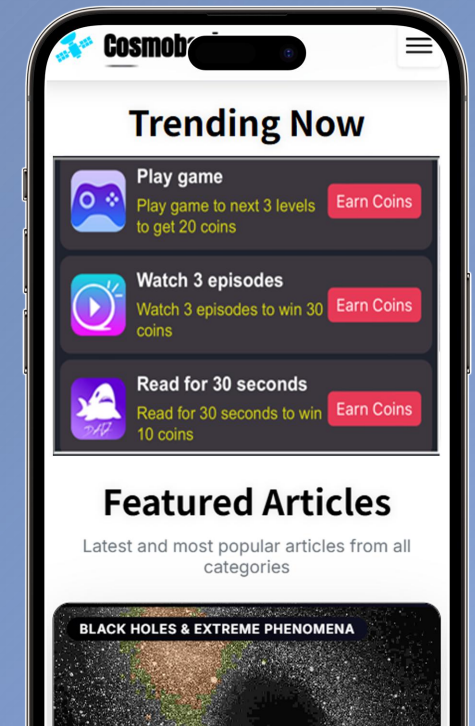 Trending Now
Play game
Play game to next 3 levels
to get 20 coins
Earn Coins
Watch 3 episodes
Watch 3 episodes to win 30
coins
Earn Coins
Read for 30 seconds
Read for 30 seconds to win
10 coins
Earn Coins
Featured Articles
Latest and most popular articles from all
categories
BLACK HOLES & EXTREME PHENOMENA